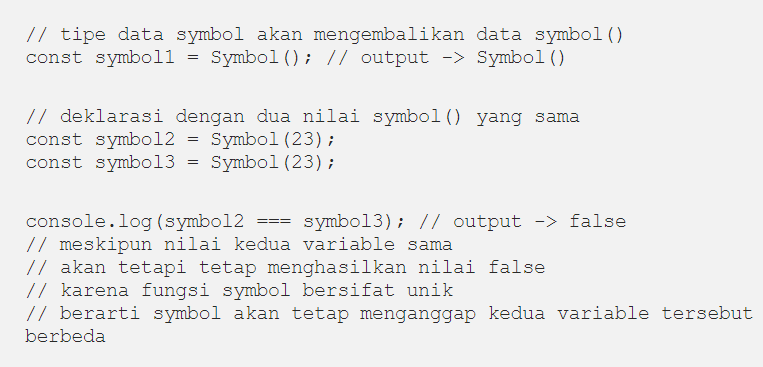 // tipe data symbol akan mengembalikan data symbol()
const symbol1 = Symbol(); // output -> Symbol()
// deklarasi dengan dua nilai symbol() yang sama
const symbol2 = Symbol(23);
const symbol3 = Symbol(23);
console.log(symbol2 === symbol3); // output -> false
// meskipun nilai kedua variable sama
// akan tetapi tetap menghasilkan nilai false
// karena fungsi symbol bersifat unik
// berarti symbol akan tetap menganggap kedua variable tersebut
berbeda